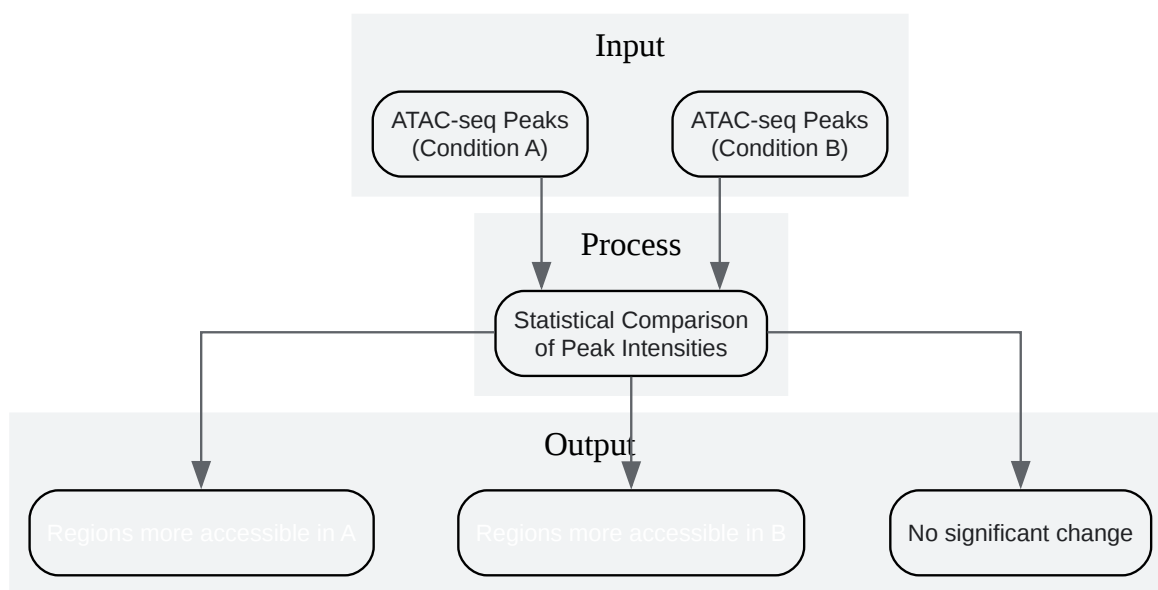 Input
ATAC-seq Peaks
(Condition A)
ATAC-seq Peaks
(Condition B)
Process
Statistical Comparison
of Peak Intensities
Output
Regions more accessible in A
Regions more accessible in B
No significant change